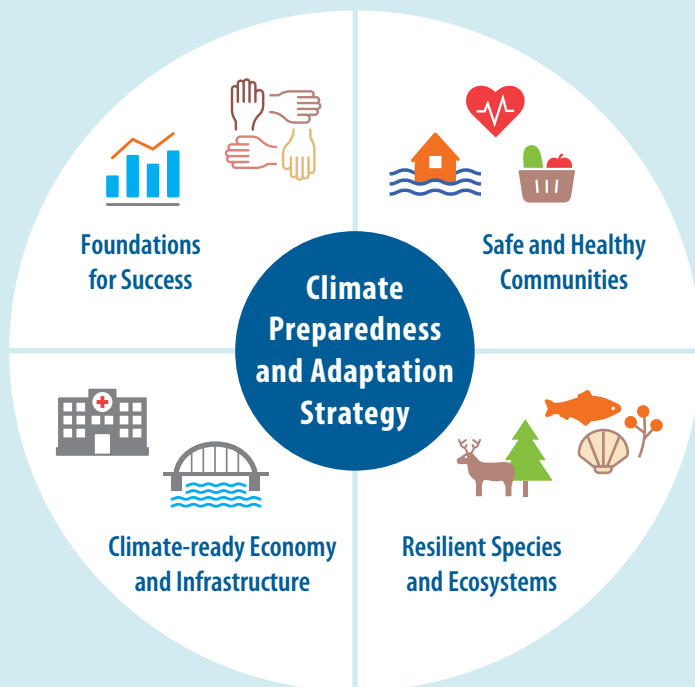 Foundations
for Success
Safe and Healthy
Communities
Climate
Preparedness
and Adaptation
Strategy
Climate-ready Economy
and Infrastructure
Resilient Species
and Ecosystems